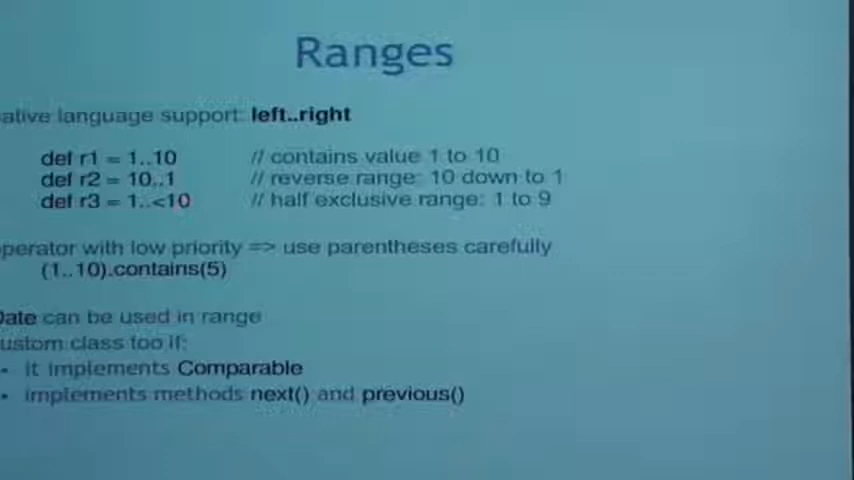 Ranges
ative language support: left..right
def r1 = 1..10 // contains value 1 to 10
def r2 = 10..1 // reverse range: 10 down to 1
def r3 = 1..<10 // half exclusive range: 1 to 9
perator with low priority => use parentheses carefully
(1..10).contains(5)
Date can be used in range
ustom class too if:
• it implements Comparable
• implements methods next() and previous()